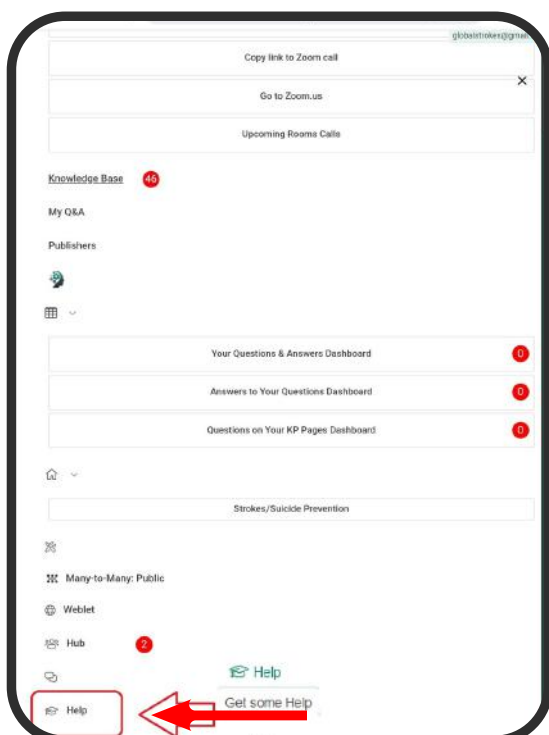 globalstrokes@gmail
Copy link to Zoom call
Go to Zoom.us
Upcoming Rooms Calls
Knowledge Base 46
My Q&A
Publishers
Your Questions & Answers Dashboard 0
Answers to Your Questions Dashboard 0
Questions on Your KP Pages Dashboard 0
Strokes/Suicide Prevention
Many-to-Many: Public
Weblet
Hub 2
Help
Get some Help
Help